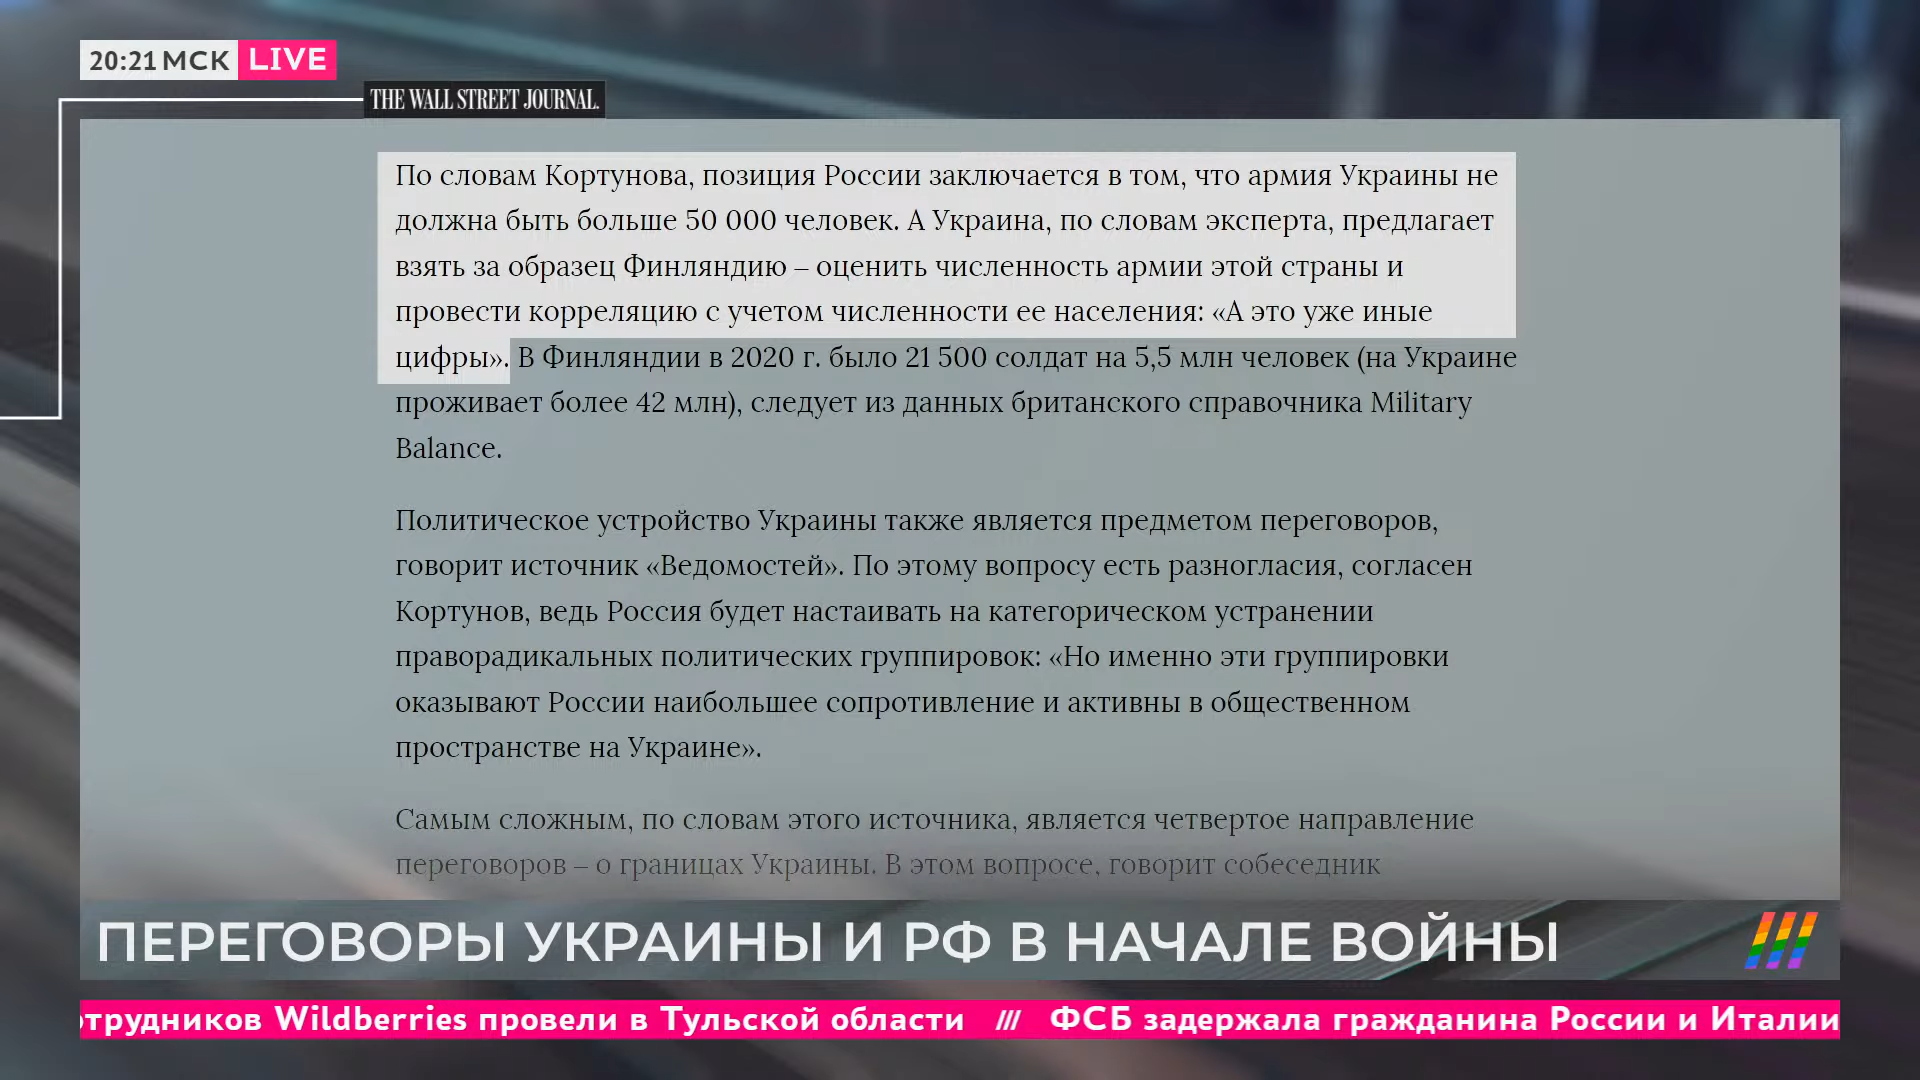 20:21 МСК LIVE
THE WALL STREET JOURNAL.
По словам Кортунова, позиция России заключается в том, что армия Украины не
должна быть больше 50 000 человек. А Украина, по словам эксперта, предлагает
взять за образец Финляндию – оценить численность армии этой страны и
провести корреляцию с учетом численности ее населения: «А это уже иные
цифры». В Финляндии в 2020 г. было 21 500 солдат на 5,5 млн человек (на Украине
проживает более 42 млн), следует из данных британского справочника Military
Balance.
Политическое устройство Украины также является предметом переговоров,
говорит источник «Ведомостей». По этому вопросу есть разногласия, согласен
Кортунов, ведь Россия будет настаивать на категорическом устранении
праворадикальных политических группировок: «Но именно эти группировки
оказывают России наибольшее сопротивление и активны в общественном
пространстве на Украине».
Самым сложным, по словам этого источника, является четвертое направление
переговоров – о границах Украины. В этом вопросе, говорит собеседник
ПЕРЕГОВОРЫ УКРАИНЫ И РФ В НАЧАЛЕ ВОЙНЫ
отрудников Wildberries провели в Тульской области /// ФСБ задержала гражданина России и Италии